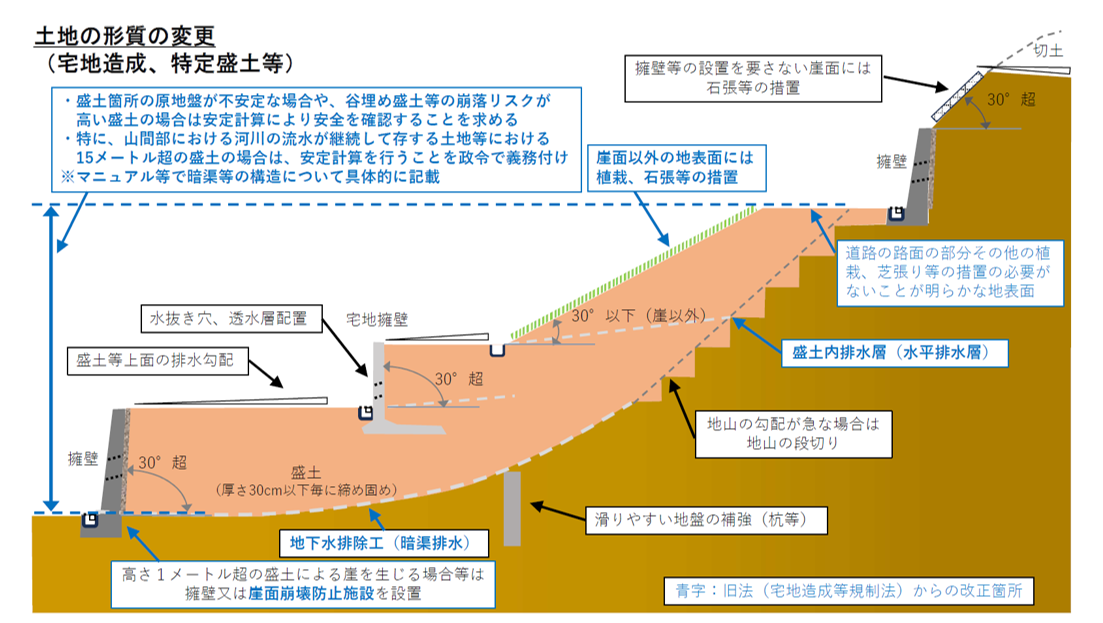 土地の形質の変更
（宅地造成、特定盛土等）
・盛土箇所の原地盤が不安定な場合や、谷埋め盛土等の崩落リスクが
高い盛土の場合は安定計算により安全を確認することを求める
・特に、山間部における河川の流水が継続して存する土地等における
15メートル超の盛土の場合は、安定計算を行うことを政令で義務付け
※マニュアル等で暗渠等の構造について具体的に記載
擁壁等の設置を要さない崖面には
石張等の措置
切土
30°超
擁壁
崖面以外の地表面には
植栽、石張等の措置
道路の路面の部分その他の植
栽、芝張り等の措置の必要が
ないことが明らかな地表面
水抜き穴、透水層配置
宅地擁壁
30°以下（崖以外）
盛土等上面の排水勾配
盛土内排水層（水平排水層）
30°超
地山の勾配が急な場合は
地山の段切り
擁壁
30°超
盛土
（厚さ30cm以下毎に締め固め）
滑りやすい地盤の補強（杭等）
地下水排除工（暗渠排水）
高さ１メートル超の盛土による崖を生じる場合等は
擁壁又は崖面崩壊防止施設を設置
青字：旧法（宅地造成等規制法）からの改正箇所